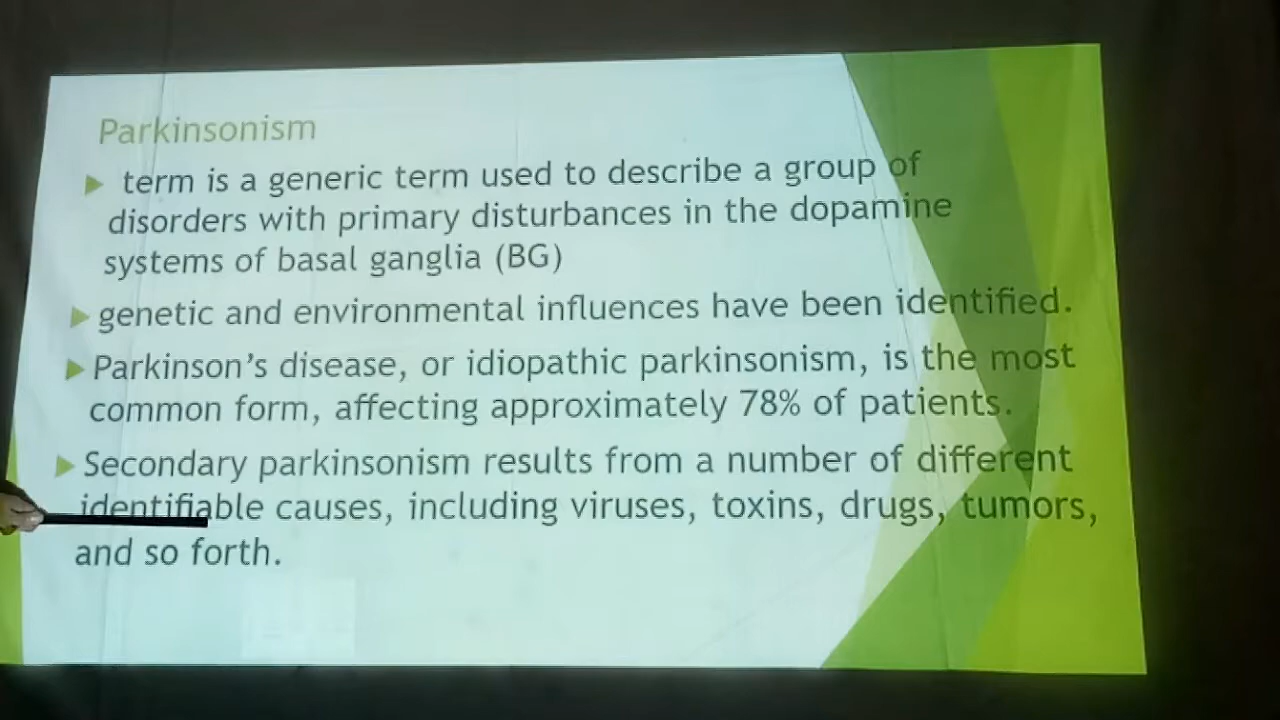 Parkinsonism
term is a generic term used to describe a group of
disorders with primary disturbances in the dopamine
systems of basal ganglia (BG)
genetic and environmental influences have been identified.
Parkinson's disease, or idiopathic parkinsonism, is the most
common form, affecting approximately 78% of patients.
Secondary parkinsonism results from a number of different
identifiable causes, including viruses, toxins, drugs, tumors,
and so forth.